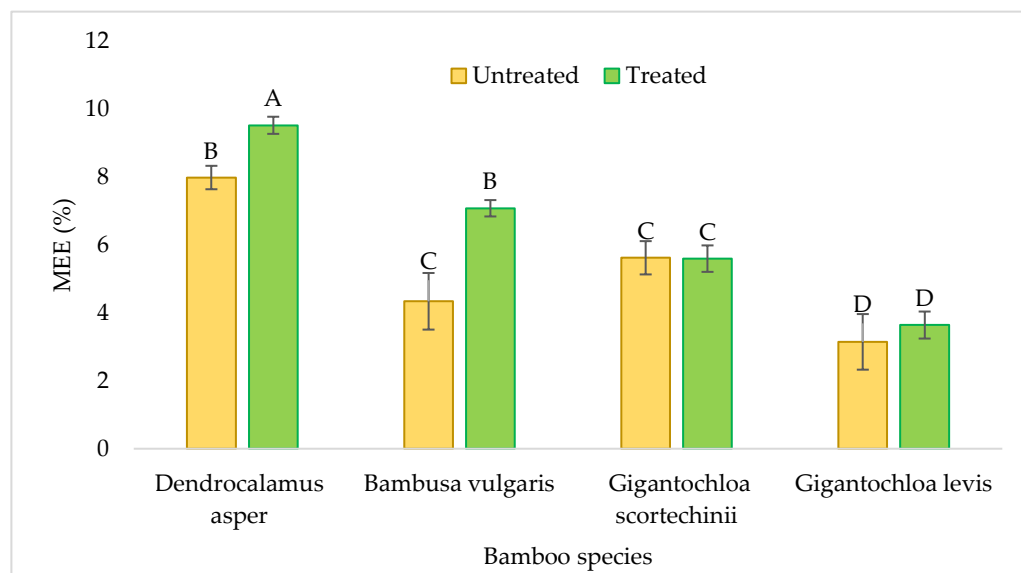 12
Untreated Treated
A
10
B
8
B
MEE (%)
6
C C
C
4
D D
2
0
Dendrocalamus asper
Bambusa vulgaris
Gigantochloa scortechinii
Gigantochloa levis
Bamboo species